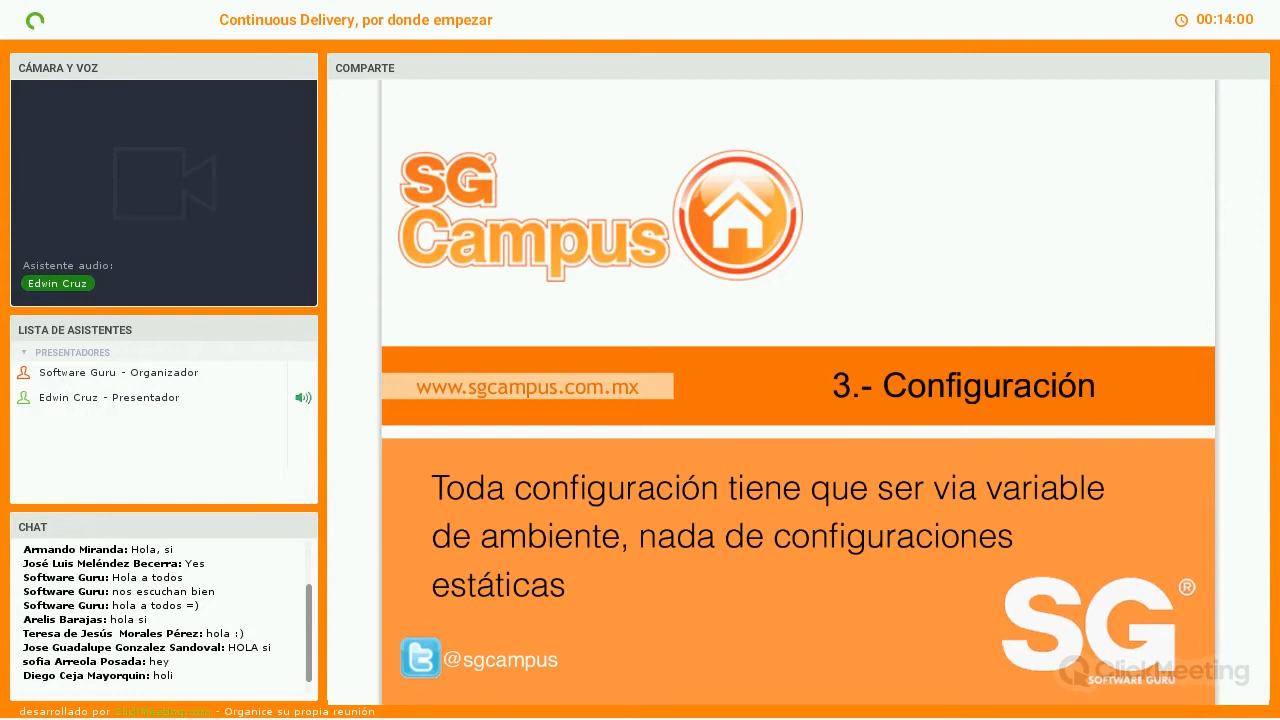 Continuous Delivery, por donde empezar
00:14:00
CÁMARA Y VOZ
Asistente audio:
Edwin Cruz
LISTA DE ASISTENTES
PRESENTADORES
Software Guru - Organizador
Edwin Cruz - Presentador
CHAT
Armando Miranda: Hola, si
José Luis Meléndez Becerra: Yes
Software Guru: Hola a todos
Software Guru: nos escuchan bien
Software Guru: hola a todos =)
Arelis Barajas: hola si
Teresa de Jesús Morales Pérez: hola :)
Jose Guadalupe Gonzalez Sandoval: HOLA si
sofia Arreola Posada: hey
Diego Ceja Mayorquin: holi
desarrollado por ClickMeeting.com - Organice su propia reunión
COMPARTE
SG
Campus
www.sgcampus.com.mx
3.- Configuración
Toda configuración tiene que ser via variable
de ambiente, nada de configuraciones
estáticas
@sgcampus
SG®
SOFTWARE GURU
ClickMeeting